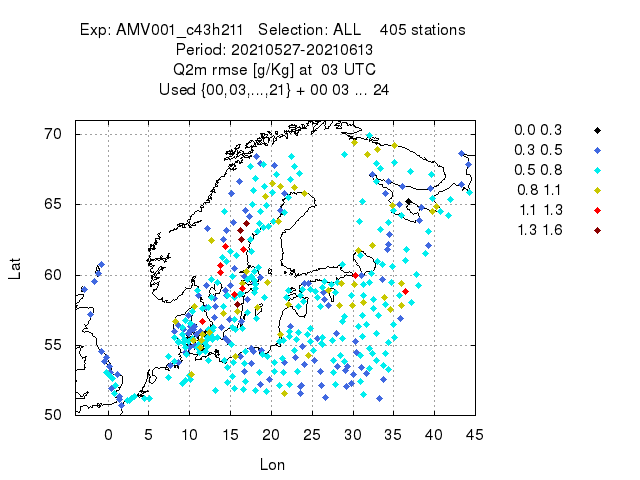 Exp: AMV001_c43h211 Selection: ALL 405 stations
Period: 20210527-20210613
Q2m rmse [g/Kg] at 03 UTC
Used {00,03,...,21} + 00 03 ... 24
0.0 0.3
0.3 0.5
0.5 0.8
0.8 1.1
1.1 1.3
1.3 1.6
70
65
60
55
50
Lat
0 5 10 15 20 25 30 35 40 45
Lon